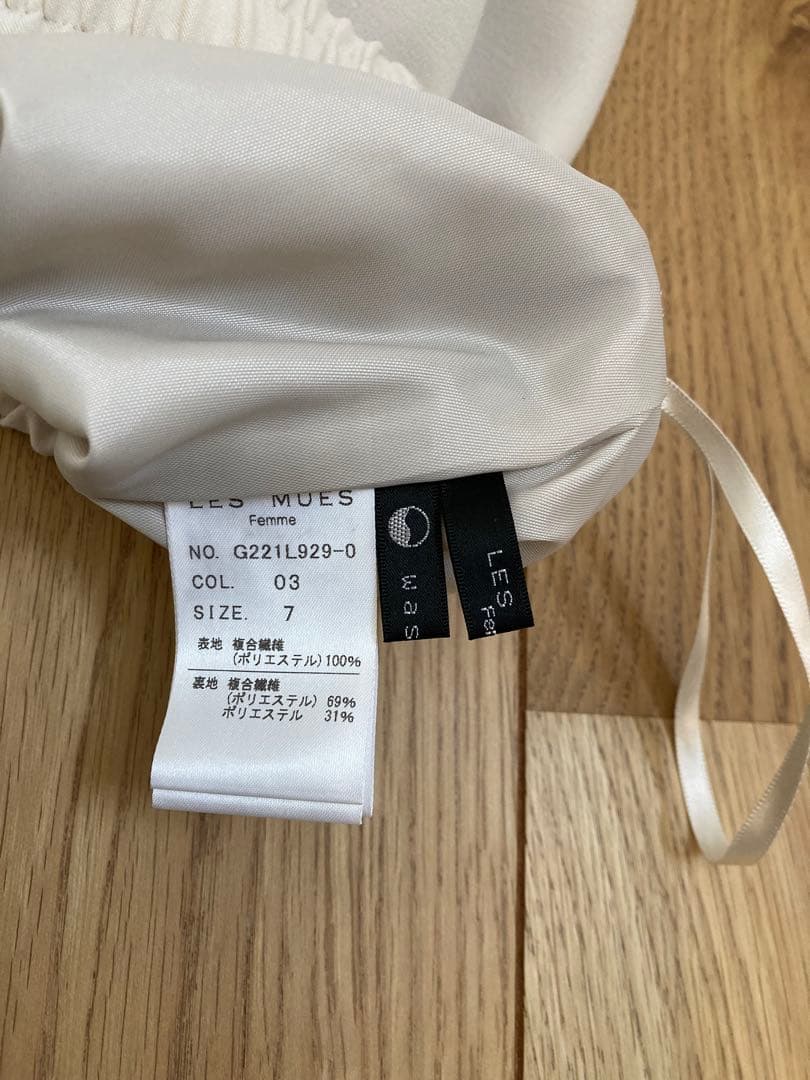 LES MUES
Femme
NO. G221L929-0
COL. 03
SIZE. 7
表地 複合繊維
(ポリエステル)100%
裏地 複合繊維
(ポリエステル) 69%
ポリエステル 31%
was
LES